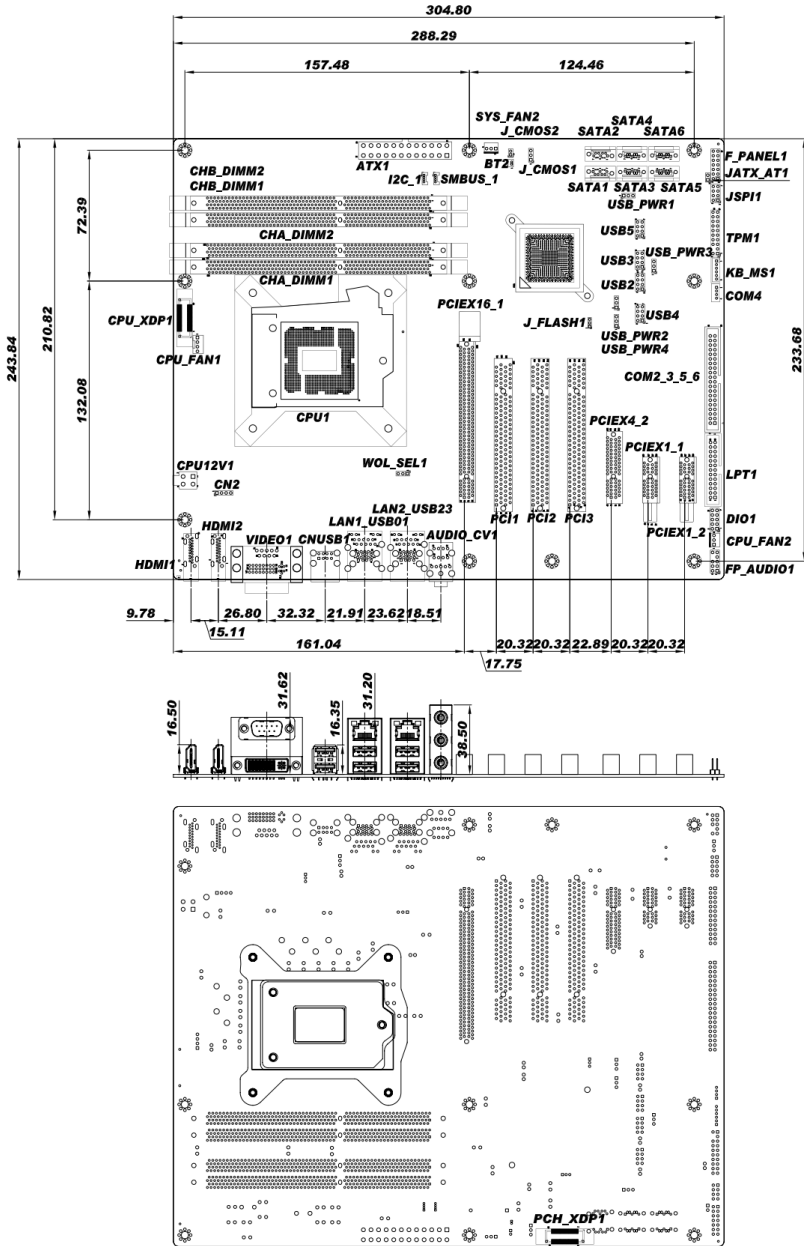 304.80
288.29
157.48
124.46
SYS_FAN2
J_CMOS2
SATA4
SATA2
SATA6
ATX1
BT2
J_CMOS1
F_PANEL1
JATX_AT1
CHB_DIMM2
CHB_DIMM1
I2C_1
SMBUS_1
SATA1
SATA3
SATA5
JSPI1
USB_PWR1
CHA_DIMM2
USB5
TPM1
USB_PWR3
CHA_DIMM1
USB3
USB2
KB_MS1
COM4
PCIEX16_1
CPU_XDP1
J_FLASH1
USB4
CPU_FAN1
USB_PWR2
USB_PWR4
COM2_3_5_6
CPU1
PCIEX4_2
PCIEX1_1
WOL_SEL1
CPU12V1
CN2
LPT1
LAN2_USB23
LAN1_USB01
HDMI2
VIDEO1
CNUSB1
AUDIO_CV1
PCI1
PCI2
PCI3
PCIEX1_2
DIO1
CPU_FAN2
HDMI1
FP_AUDIO1
243.84
210.82
72.39
132.08
233.68
9.78
15.11
26.80
32.32
21.91
23.62
18.51
161.04
17.75
20.32
20.32
22.89
20.32
20.32
16.50
31.62
16.35
31.20
38.50
PCH_XDP1